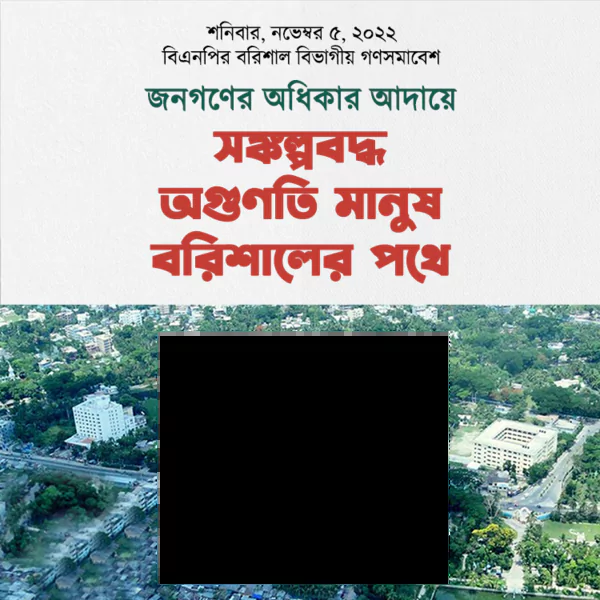 শনিবার, নভেম্বর ৫, ২০২২
বিএনপির বরিশাল বিভাগীয় গণসমাবেশ
জনগণের অধিকার আদায়ে
সঙ্কল্পবদ্ধ
অগুণতি মানুষ
বরিশালের পথে